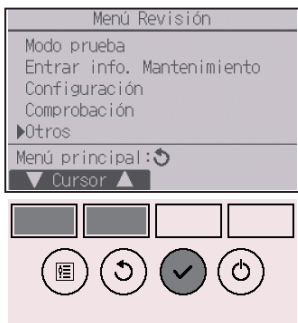 Menú Revisión
Modo prueba
Entrar info. Mantenimiento
Configuración
Comprobación
▶Otros
Menú principal:↺
▼ Cursor ▲